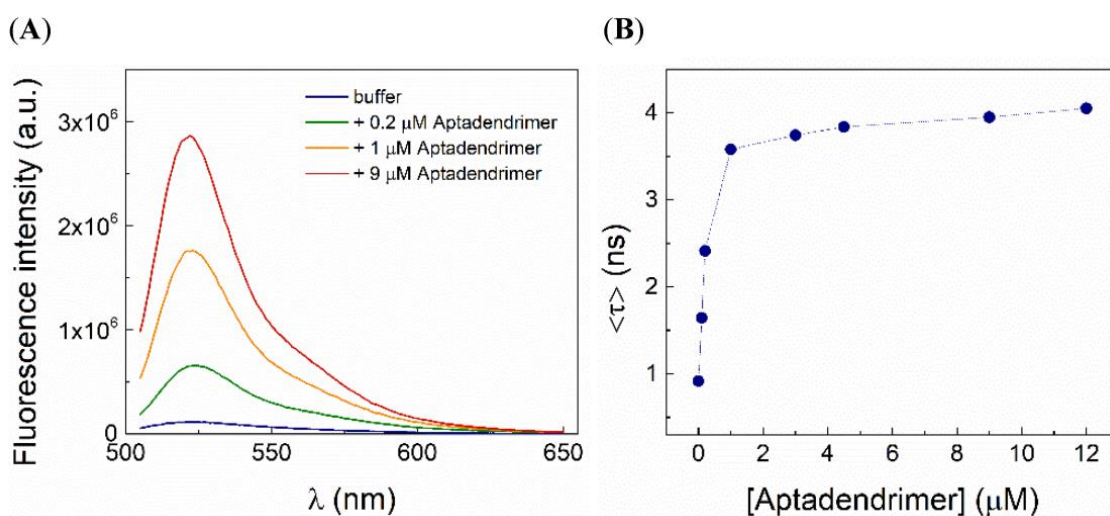 (A)
Fluorescence intensity (a.u.)
3x10⁶
2x10⁶
1x10⁶
0
buffer
+ 0.2 μM Aptadendrimer
+ 1 μM Aptadendrimer
+ 9 μM Aptadendrimer
500 550 600 650
λ (nm)
(B)
<τ> (ns)
4
3
2
1
0 2 4 6 8 10 12
[Aptadendrimer] (μM)